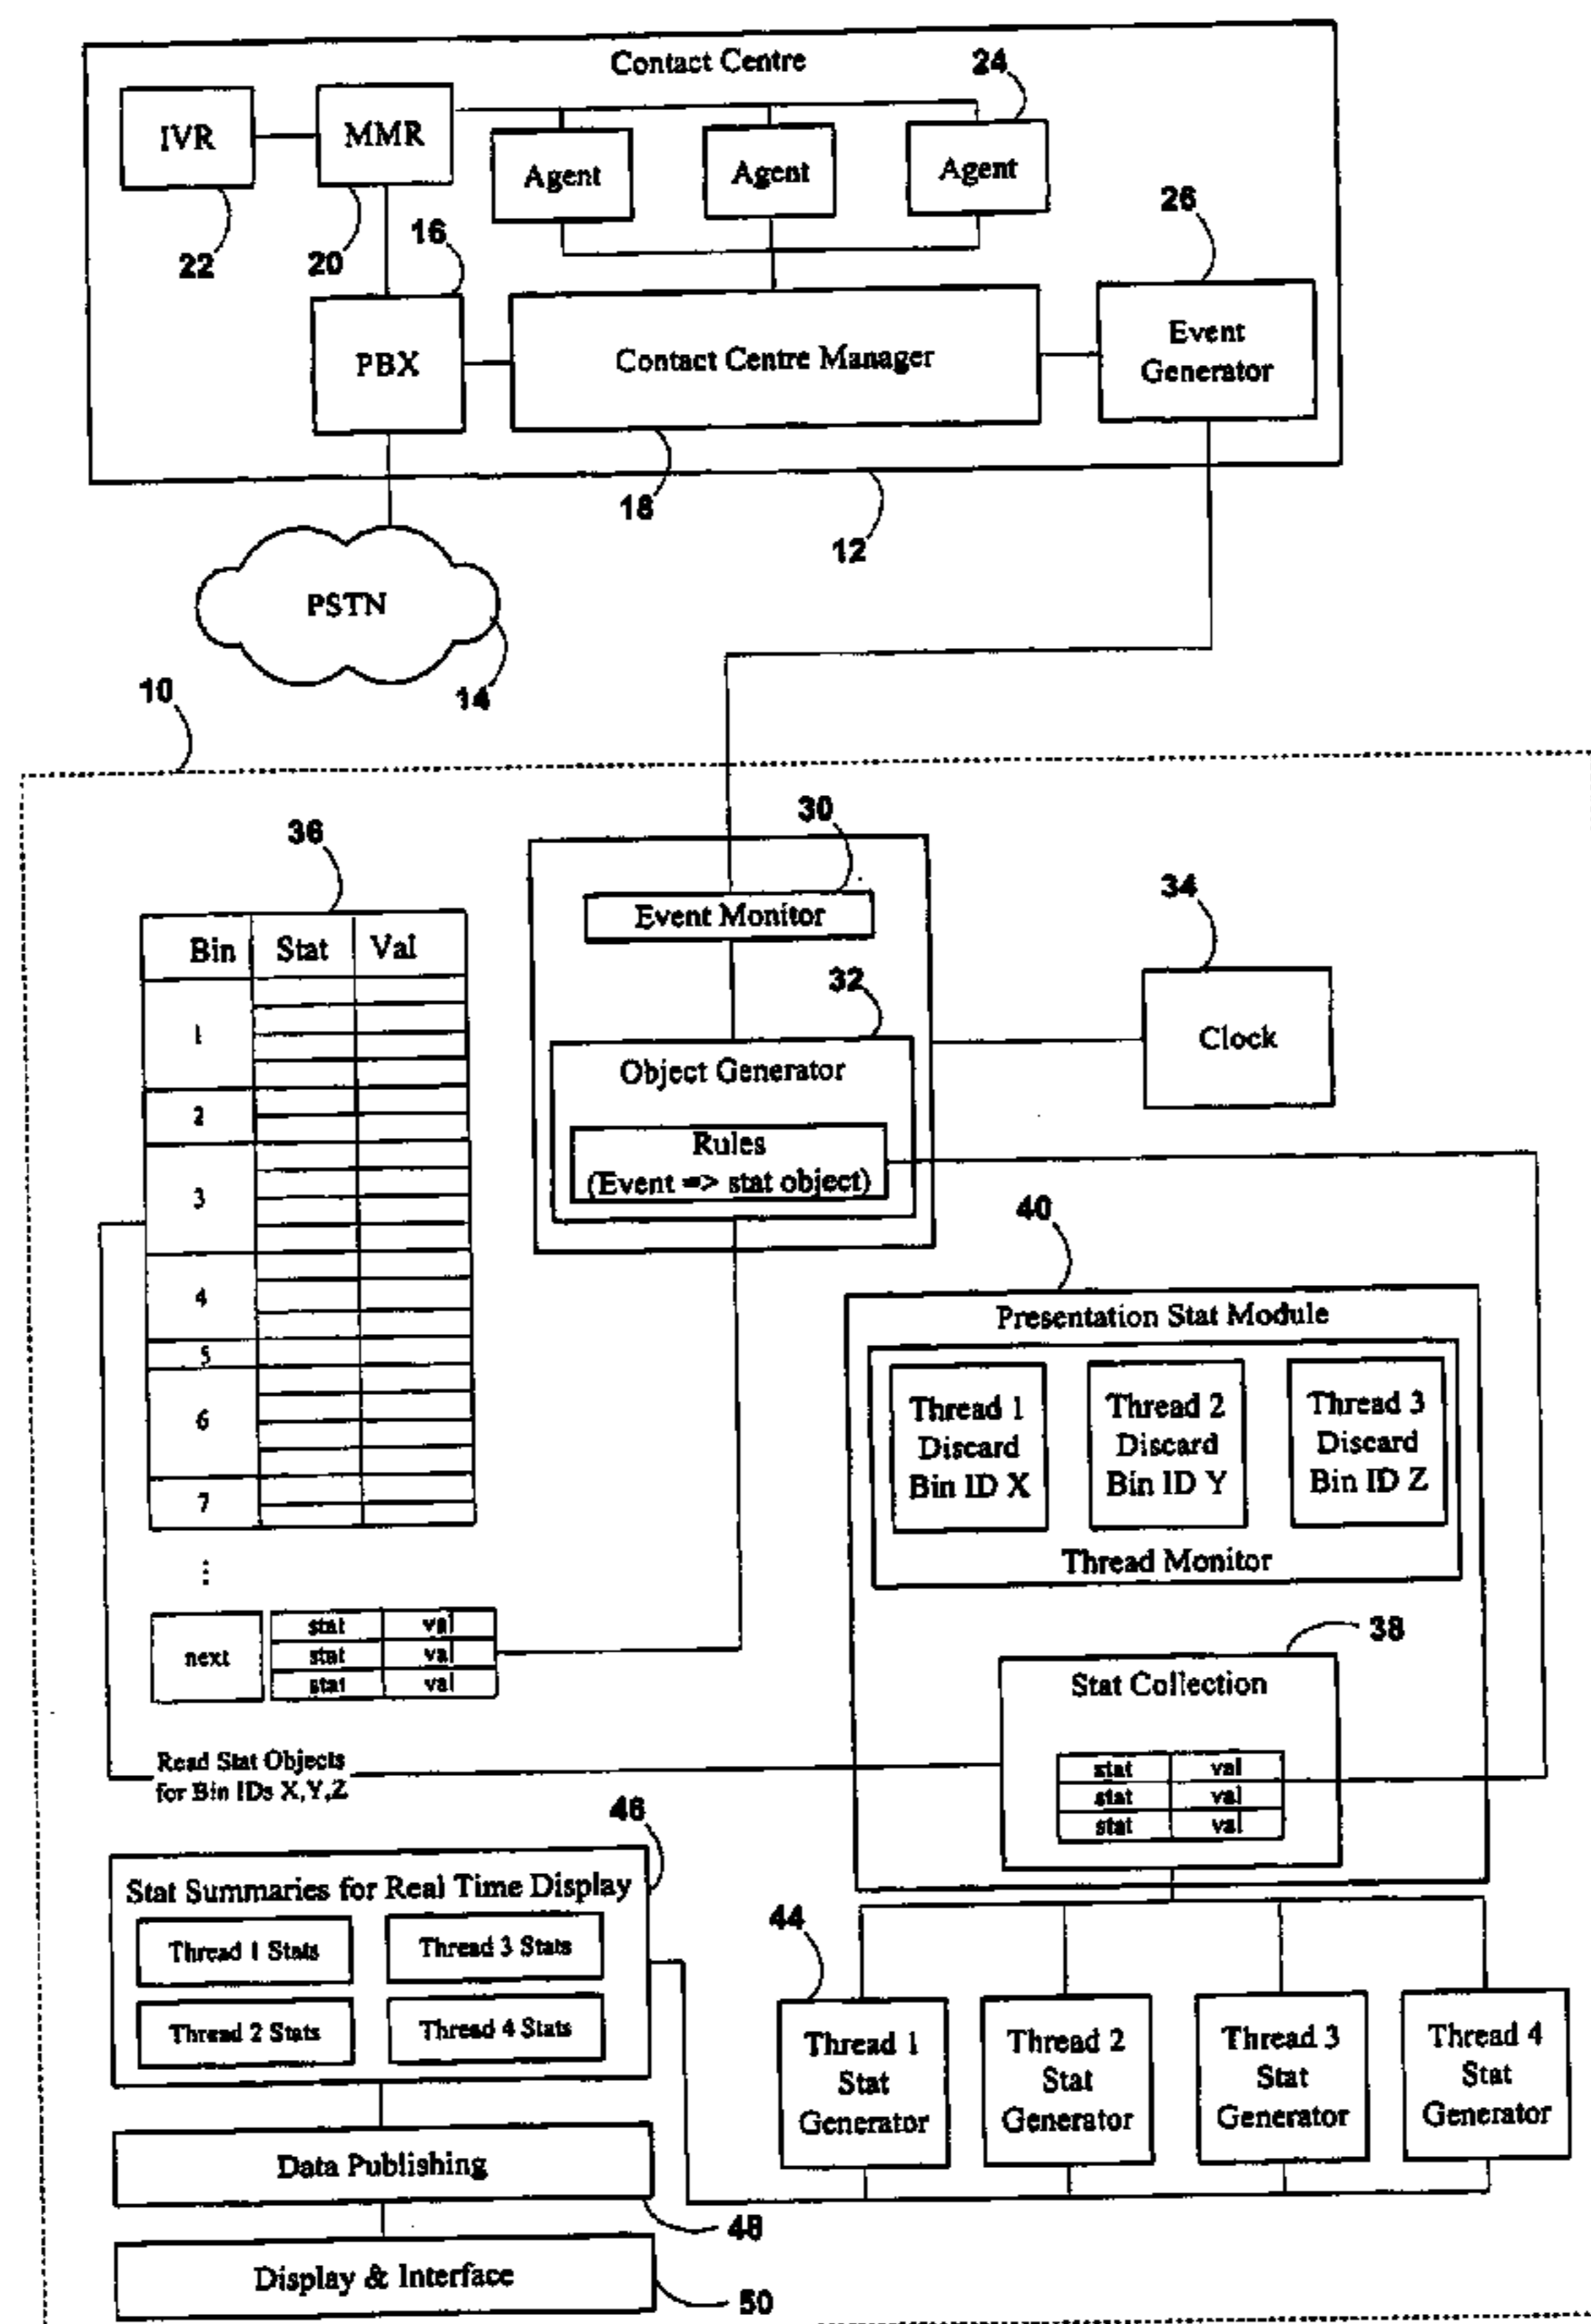 Contact Centre
24
IVR
MMR
Agent
Agent
Agent
26
22
20
16
PBX
Contact Centre Manager
Event
Generator
18
12
PSTN
14
10
36
30
34
Bin Stat Val
Event Monitor
32
Clock
1
Object Generator
2
Rules
(Event => stat object)
3
40
4
Presentation Stat Module
5
Thread 1
Discard
Bin ID X
Thread 2
Discard
Bin ID Y
Thread 3
Discard
Bin ID Z
6
7
Thread Monitor
⋮
next
stat val
stat val
stat val
38
Stat Collection
stat val
stat val
stat val
Read Stat Objects
for Bin IDs X,Y,Z
46
Stat Summaries for Real Time Display
Thread 1 Stats
Thread 3 Stats
Thread 2 Stats
Thread 4 Stats
44
Thread 1
Stat
Generator
Thread 2
Stat
Generator
Thread 3
Stat
Generator
Thread 4
Stat
Generator
Data Publishing
48
Display & Interface
50